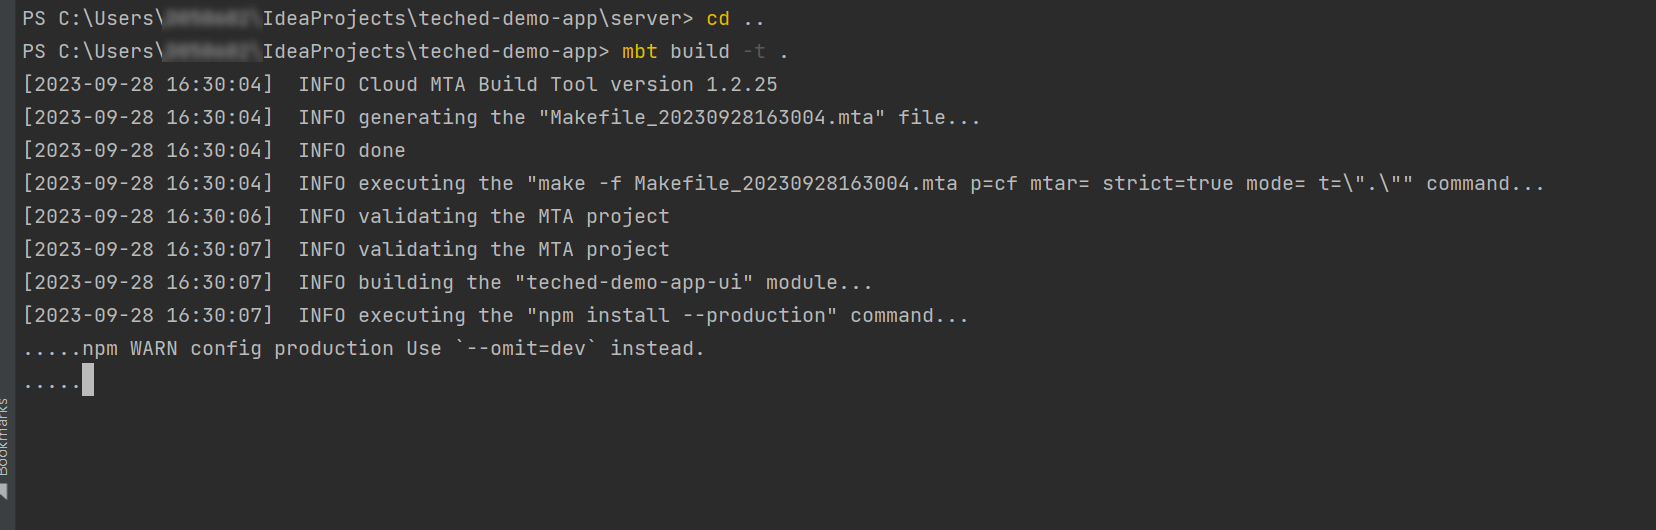 PS C:\Users\ IdeaProjects\teched-demo-app\server> cd ..
PS C:\Users\ IdeaProjects\teched-demo-app> mbt build -t .
[2023-09-28 16:30:04]  INFO Cloud MTA Build Tool version 1.2.25
[2023-09-28 16:30:04]  INFO generating the "Makefile_20230928163004.mta" file...
[2023-09-28 16:30:04]  INFO done
[2023-09-28 16:30:04]  INFO executing the "make -f Makefile_20230928163004.mta p=cf mtar= strict=true mode= t=\".\"" command...
[2023-09-28 16:30:06]  INFO validating the MTA project
[2023-09-28 16:30:07]  INFO validating the MTA project
[2023-09-28 16:30:07]  INFO building the "teched-demo-app-ui" module...
[2023-09-28 16:30:07]  INFO executing the "npm install --production" command...
.....npm WARN config production Use `--omit=dev` instead.
.....
Bookmarks